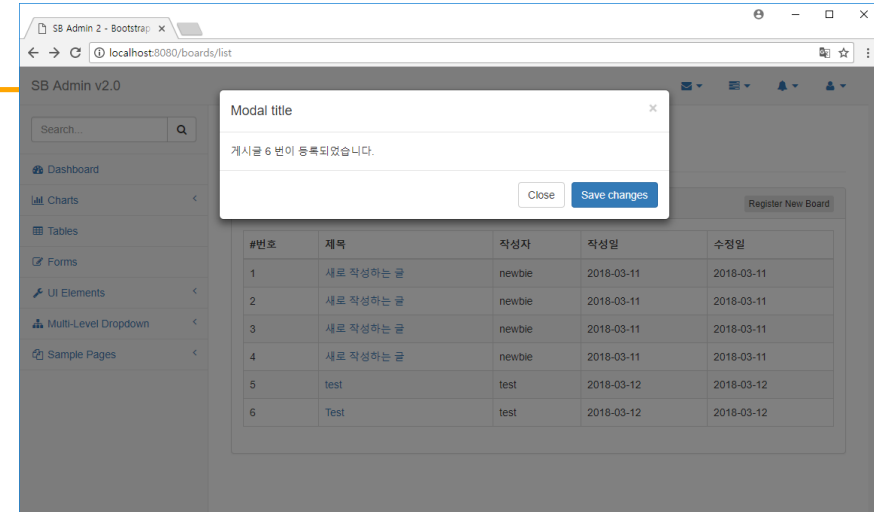 SB Admin 2 - Bootstrap
localhost:8080/boards/list
SB Admin v2.0
Modal title
×
Search...
게시글 6 번이 등록되었습니다.
Dashboard
Close
Save changes
Charts
Register New Board
Tables
Forms
UI Elements
Multi-Level Dropdown
Sample Pages
#번호 제목 작성자 작성일 수정일
1 새로 작성하는 글 newbie 2018-03-11 2018-03-11
2 새로 작성하는 글 newbie 2018-03-11 2018-03-11
3 새로 작성하는 글 newbie 2018-03-11 2018-03-11
4 새로 작성하는 글 newbie 2018-03-11 2018-03-11
5 test test 2018-03-12 2018-03-12
6 Test test 2018-03-12 2018-03-12